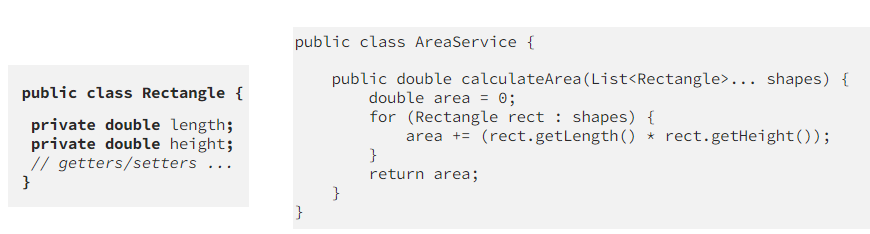 public class Rectangle {
private double length;
private double height;
// getters/setters ...
}
public class AreaService {
public double calculateArea(List<Rectangle>... shapes) {
double area = 0;
for (Rectangle rect : shapes) {
area += (rect.getLength() * rect.getHeight());
}
return area;
}
}